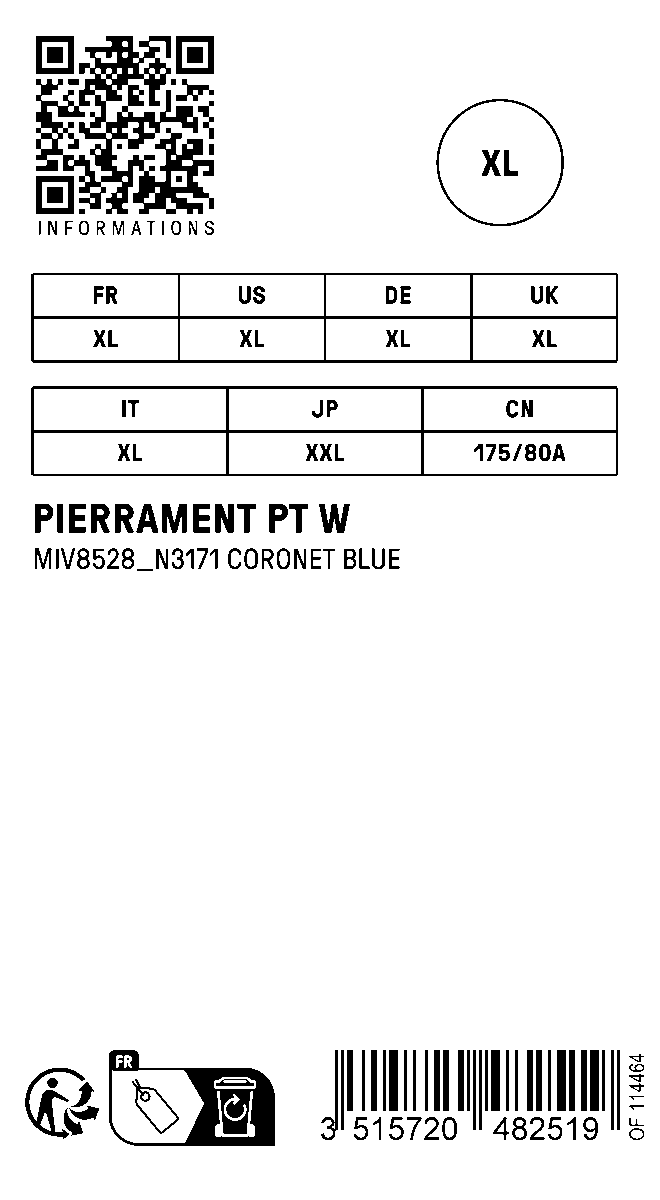 INFORMATIONS
XL
FR US DE UK
XL XL XL XL
IT JP CN
XL XXL 175/80A
PIERRAMENT PT W
MIV8528_N3171 CORONET BLUE
FR
3 515720 482519
OF 114464